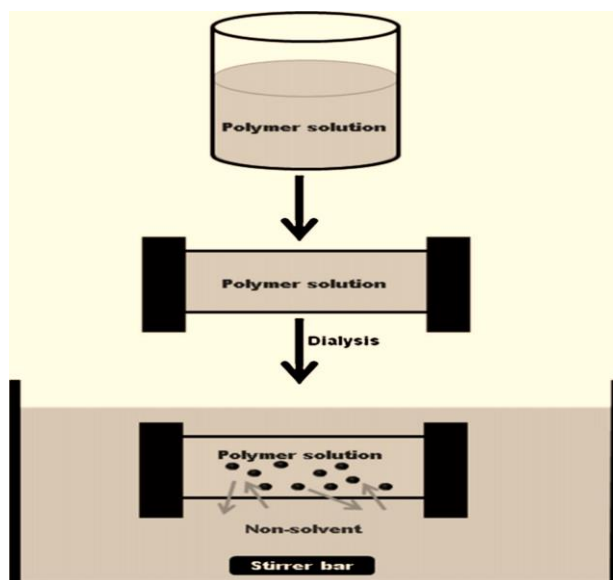 Polymer solution
Polymer solution
Dialysis
Polymer solution
Non-solvent
Stirrer bar